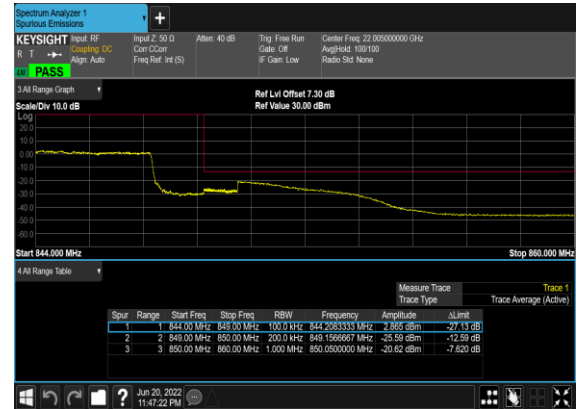 Spectrum Analyzer 1
Spurious Emissions
+
KEYSIGHT Input: RF Input Z: 50 Ω Atten: 40 dB Trig: Free Run Center Freq: 22.005000000 GHz
R T Coupling: DC Corr CCorr Gate: Off Avg|Hold: 100/100
Align: Auto Freq Ref: Int (S) IF Gain: Low Radio Std: None
LNI PASS
3 All Range Graph
Ref Lvl Offset 7.30 dB
Scale/Div 10.0 dB Ref Value 30.00 dBm
Log
20.0
10.0
0.00
-10.0
-20.0
-30.0
-40.0
-50.0
-60.0
Start 844.000 MHz Stop 860.000 MHz
4 All Range Table
Measure Trace Trace 1
Trace Type Trace Average (Active)
Spur Range Start Freq Stop Freq RBW Frequency Amplitude ΔLimit
1 1 844.00 MHz 849.00 MHz 100.0 kHz 844.2083333 MHz 2.865 dBm -27.13 dB
2 2 849.00 MHz 850.00 MHz 200.0 kHz 849.1566667 MHz -25.59 dBm -12.59 dB
3 3 850.00 MHz 860.00 MHz 1.000 MHz 850.0500000 MHz -20.62 dBm -7.620 dB
? Jun 20, 2022
11:47:22 PM